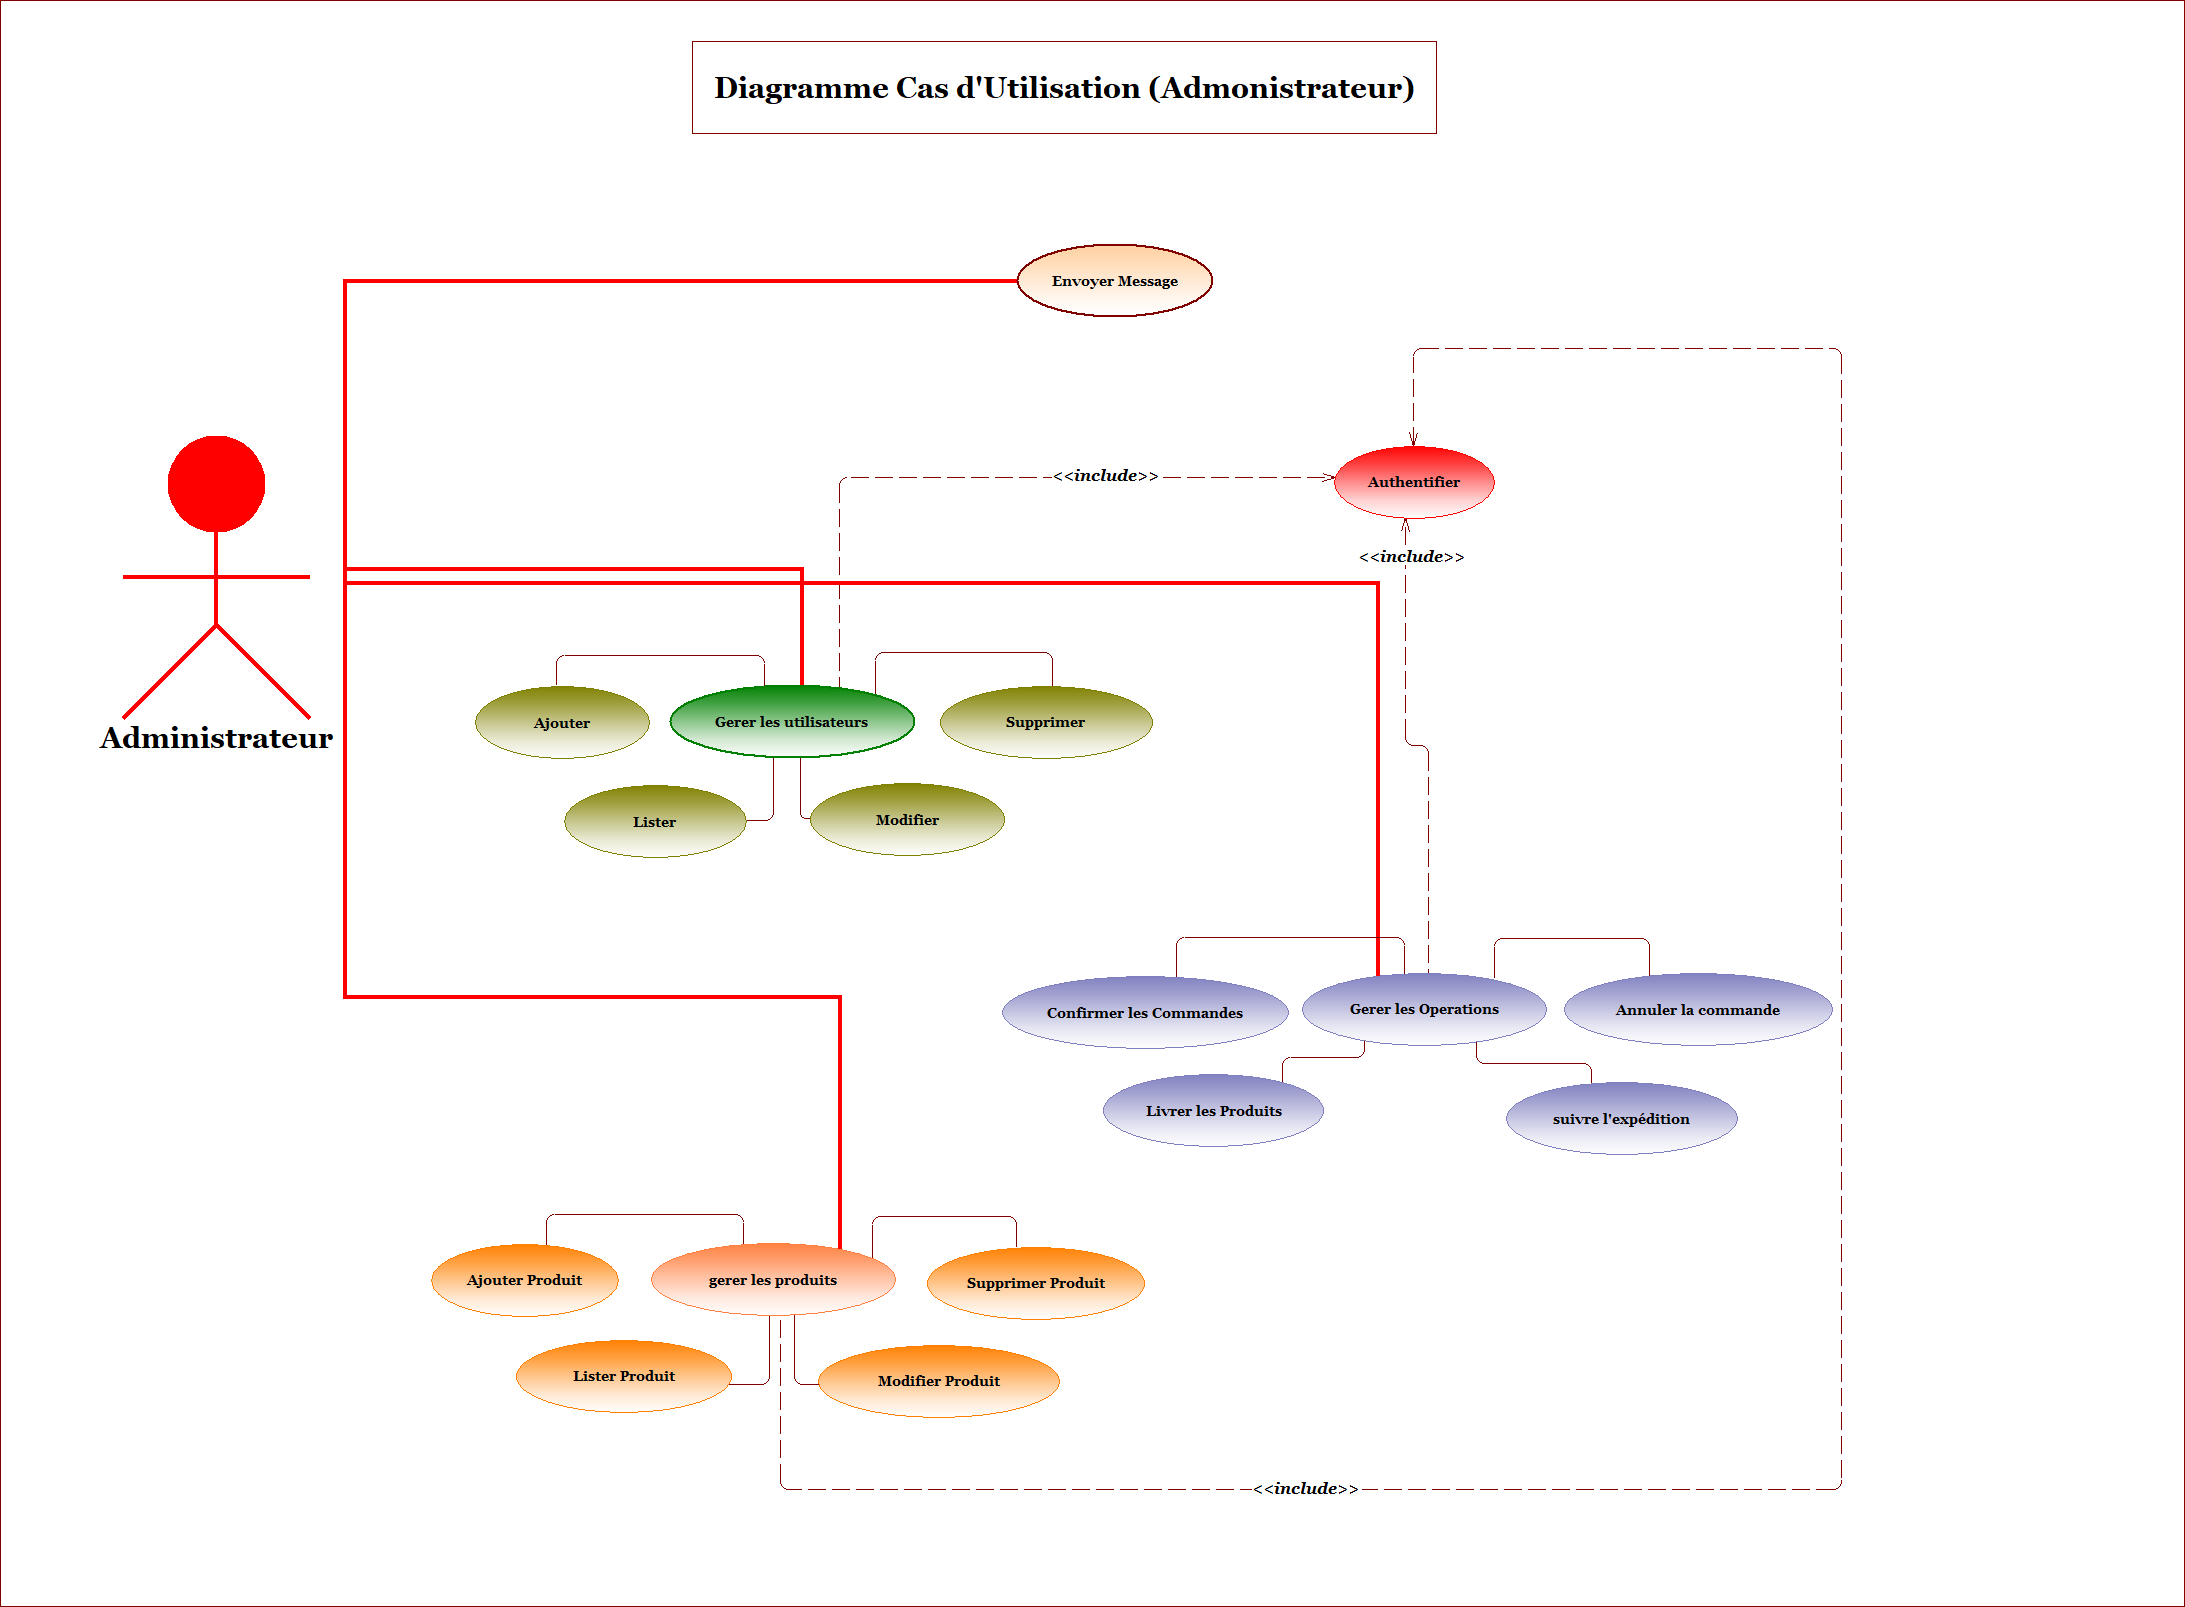 Diagramme Cas d'Utilisation (Admonistrateur)
Envoyer Message
<<include>>
Authentifier
<<include>>
Administrateur
Ajouter
Gerer les utilisateurs
Supprimer
Lister
Modifier
Confirmer les Commandes
Gerer les Operations
Annuler la commande
Livrer les Produits
suivre l'expédition
Ajouter Produit
gerer les produits
Supprimer Produit
Lister Produit
Modifier Produit
<<include>>